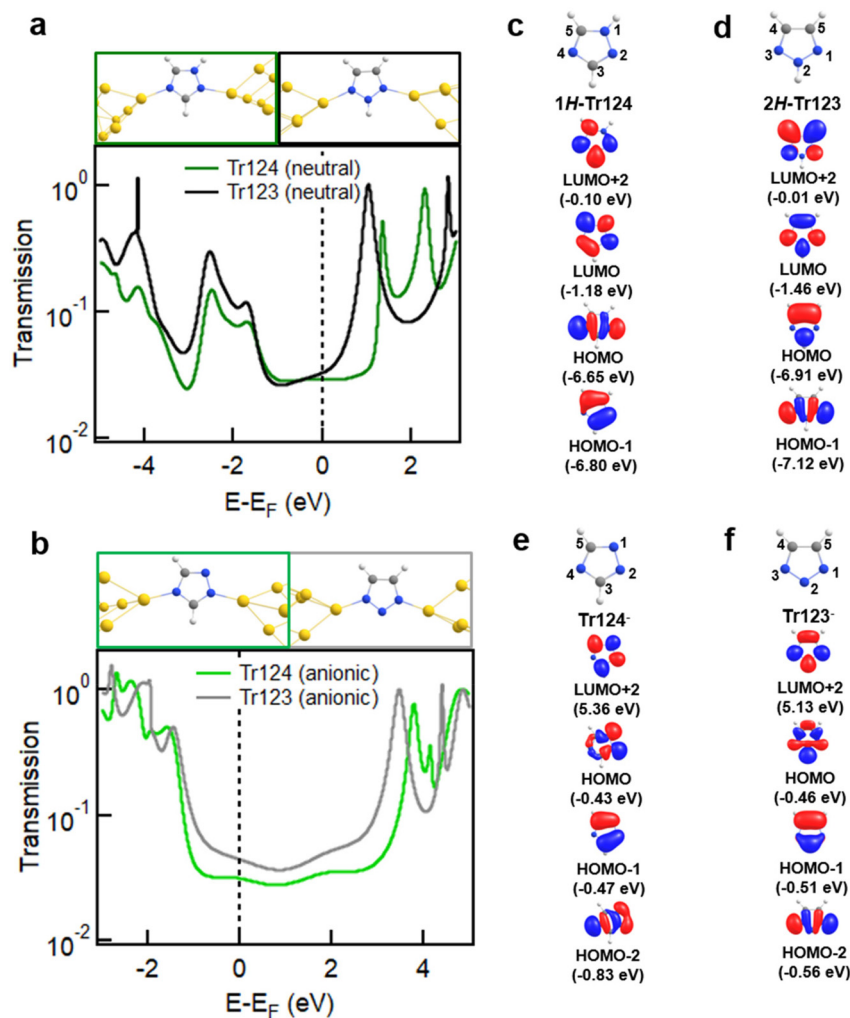 a
Tr124 (neutral)
Tr123 (neutral)
10⁰
10⁻¹
10⁻²
Transmission
-4
-2
0
2
E-E_F (eV)
b
Tr124 (anionic)
Tr123 (anionic)
10⁰
10⁻¹
10⁻²
Transmission
-2
0
2
4
E-E_F (eV)
c
5
1
4
2
3
1H-Tr124
LUMO+2
(-0.10 eV)
LUMO
(-1.18 eV)
HOMO
(-6.65 eV)
HOMO-1
(-6.80 eV)
d
4
5
3
1
2
2H-Tr123
LUMO+2
(-0.01 eV)
LUMO
(-1.46 eV)
HOMO
(-6.91 eV)
HOMO-1
(-7.12 eV)
e
5
1
4
2
3
Tr124⁻
LUMO+2
(5.36 eV)
HOMO
(-0.43 eV)
HOMO-1
(-0.47 eV)
HOMO-2
(-0.83 eV)
f
4
5
3
1
2
Tr123⁻
LUMO+2
(5.13 eV)
HOMO
(-0.46 eV)
HOMO-1
(-0.51 eV)
HOMO-2
(-0.56 eV)